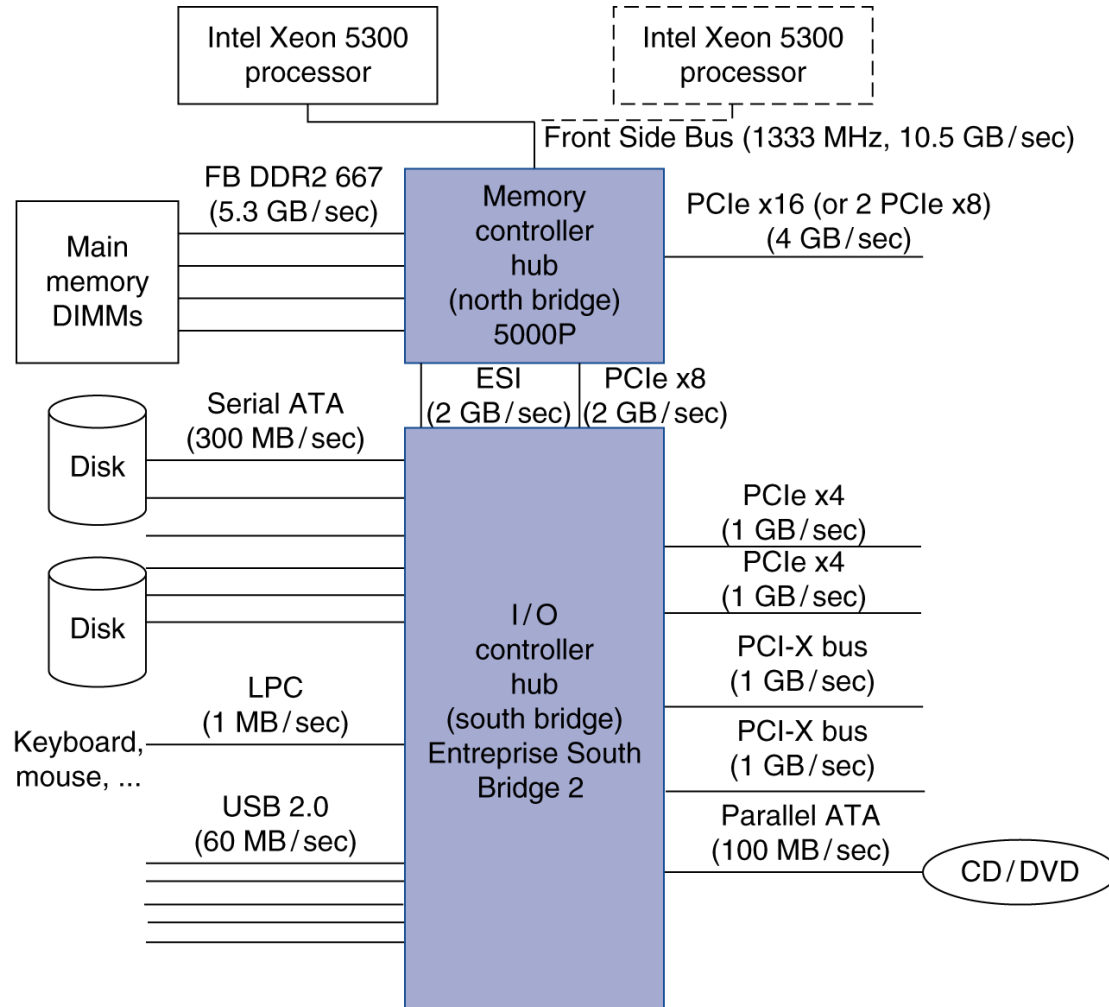 Intel Xeon 5300
processor
Intel Xeon 5300
processor
Front Side Bus (1333 MHz, 10.5 GB/sec)
FB DDR2 667
(5.3 GB/sec)
Main
memory
DIMMs
Memory
controller
hub
(north bridge)
5000P
PCIe x16 (or 2 PCIe x8)
(4 GB/sec)
ESI
(2 GB/sec)
PCIe x8
(2 GB/sec)
Serial ATA
(300 MB/sec)
Disk
Disk
LPC
(1 MB/sec)
Keyboard,
mouse, ...
USB 2.0
(60 MB/sec)
I/O
controller
hub
(south bridge)
Entreprise South
Bridge 2
PCIe x4
(1 GB/sec)
PCIe x4
(1 GB/sec)
PCI-X bus
(1 GB/sec)
PCI-X bus
(1 GB/sec)
Parallel ATA
(100 MB/sec)
CD/DVD